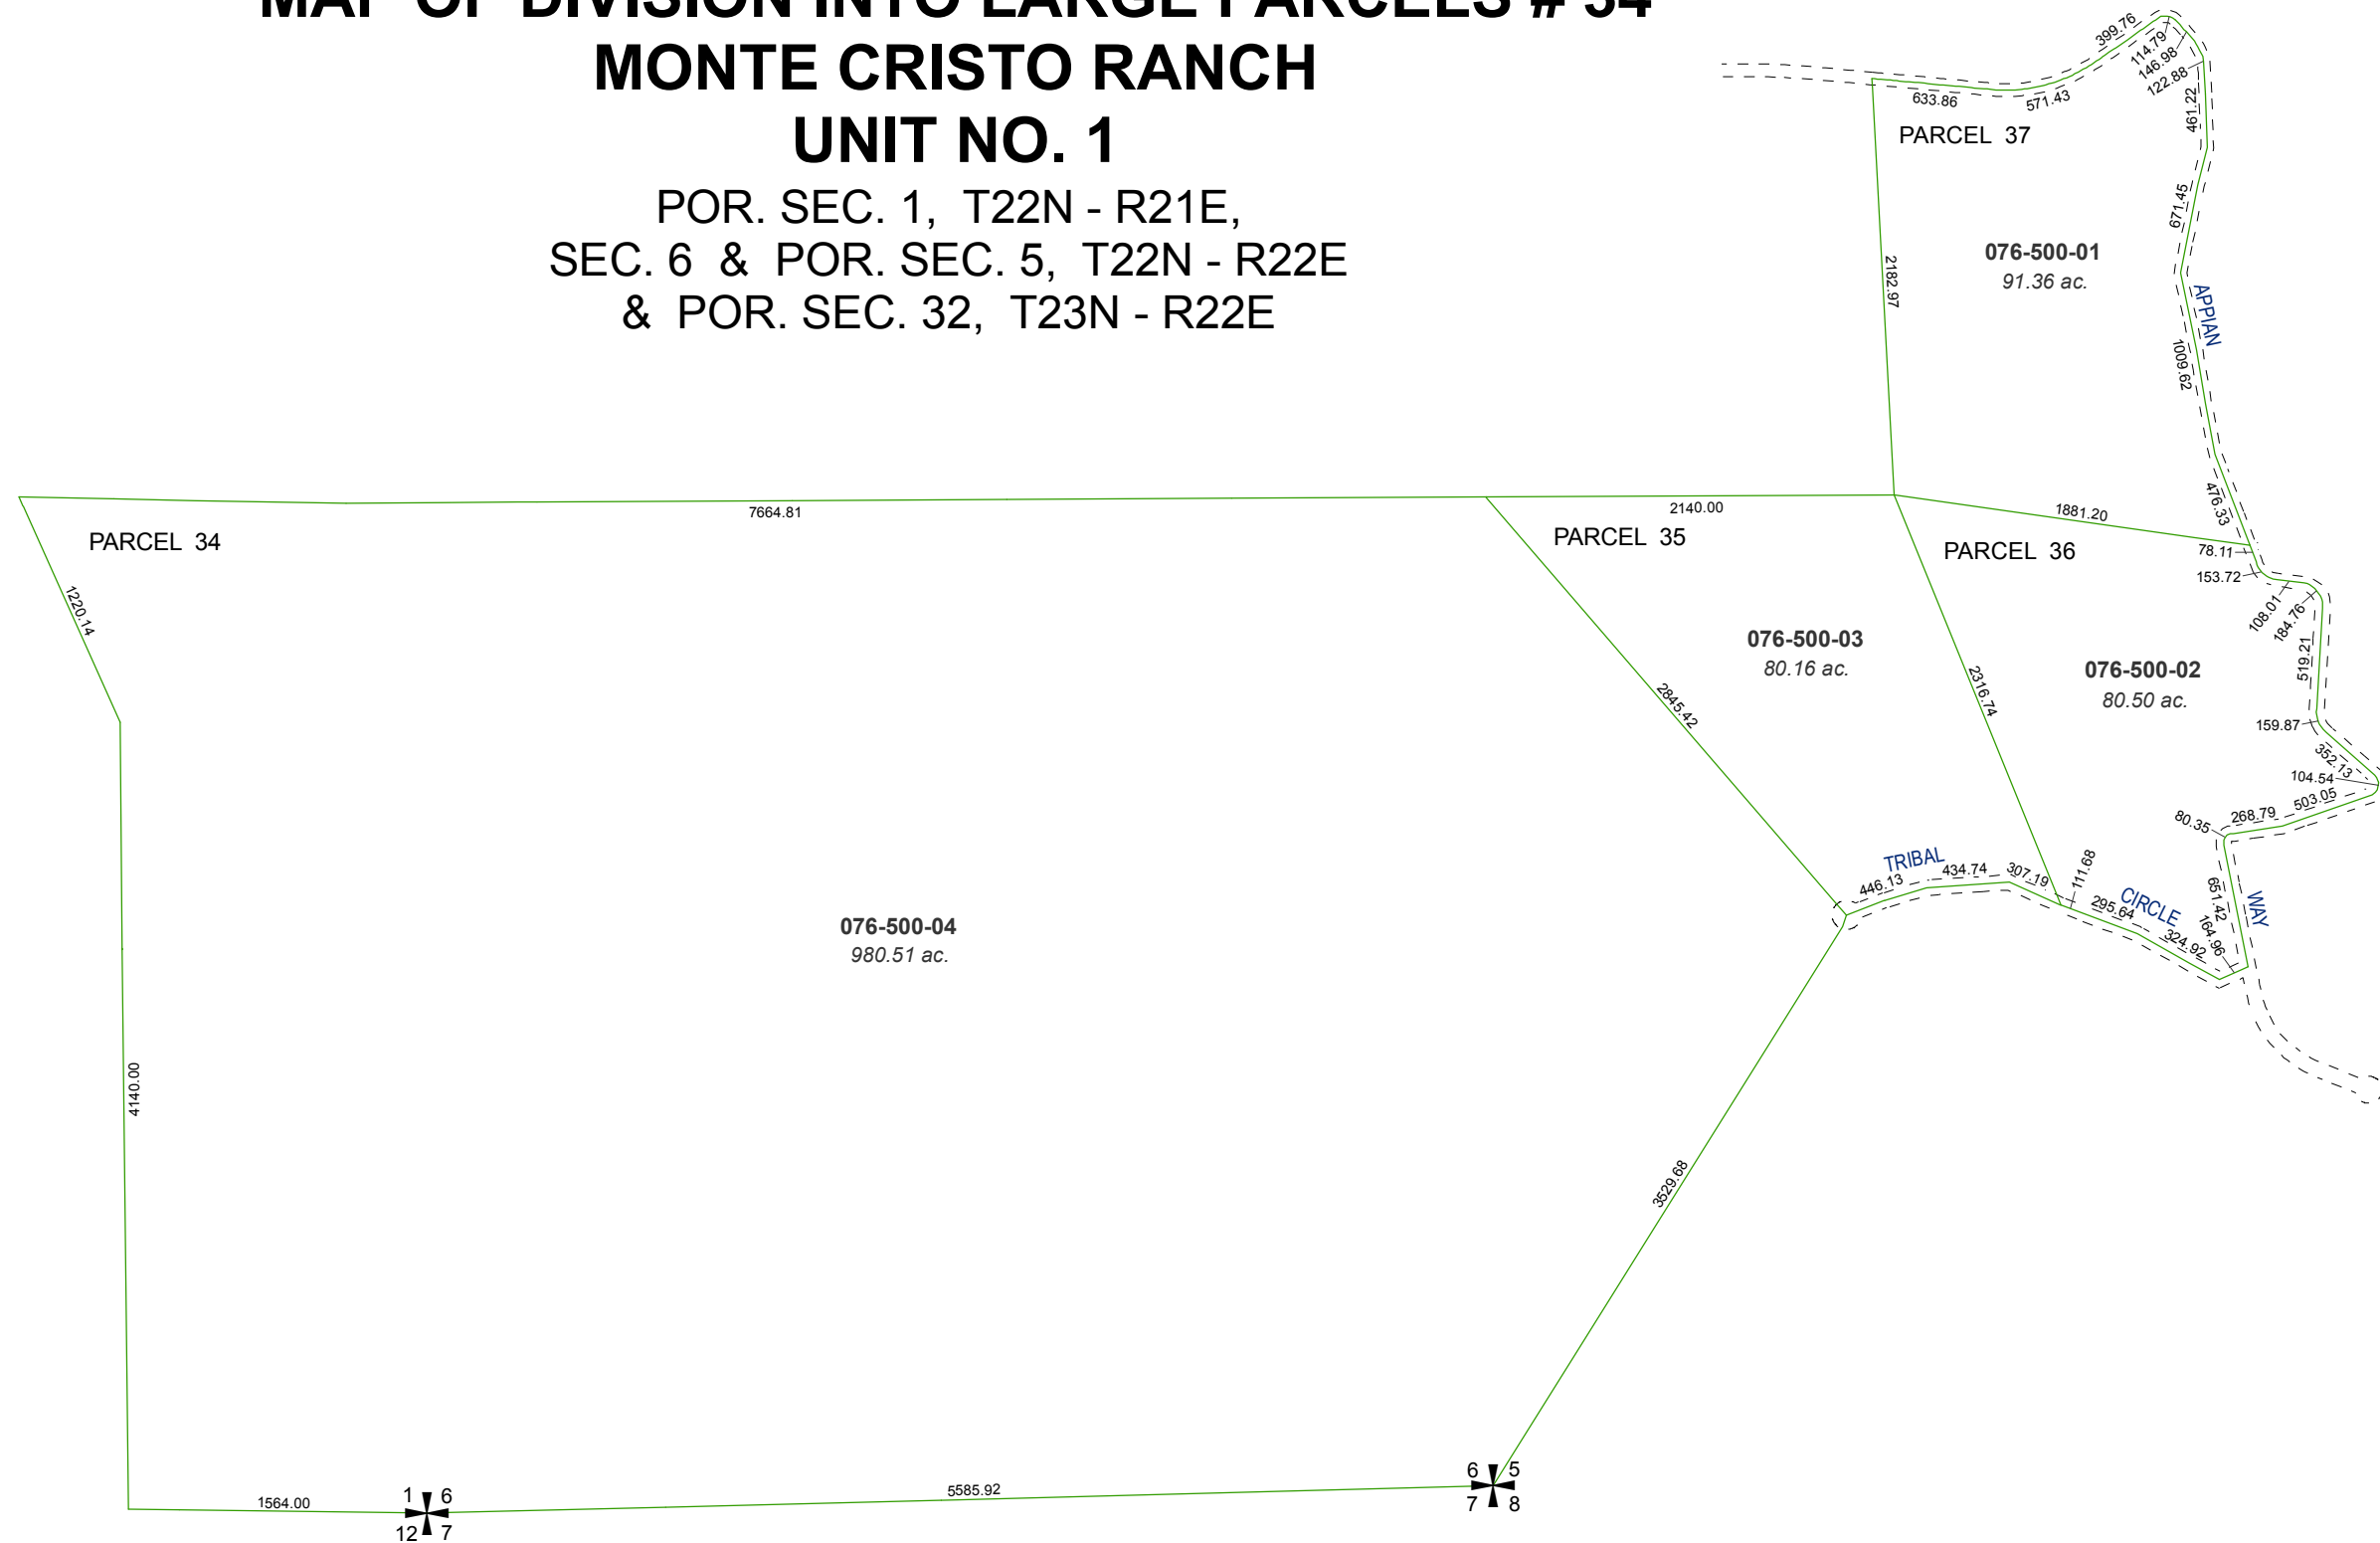 MAP OF DIVISION INTO LARGE PARCELS # 34
MONTE CRISTO RANCH
UNIT NO. 1
POR. SEC. 1, T22N - R21E,
SEC. 6 & POR. SEC. 5, T22N - R22E
& POR. SEC. 32, T23N - R22E
399.76
114.79
146.98
122.88
633.86
571.43
461.22
PARCEL 37
671.45
076-500-01
91.36 ac.
2182.97
APPIAN
1009.62
476.33
7664.81
2140.00
1881.20
PARCEL 34
PARCEL 35
PARCEL 36
78.11
153.72
108.01
184.76
1220.14
076-500-03
80.16 ac.
076-500-02
80.50 ac.
519.21
2845.42
2316.74
159.87
352.13
104.54
503.05
268.79
80.35
TRIBAL
446.13
434.74
307.19
111.68
295.64
CIRCLE
324.92
651.42
164.96
WAY
076-500-04
980.51 ac.
4140.00
3529.68
1564.00
5585.92
1 6
12 7
6 5
7 8